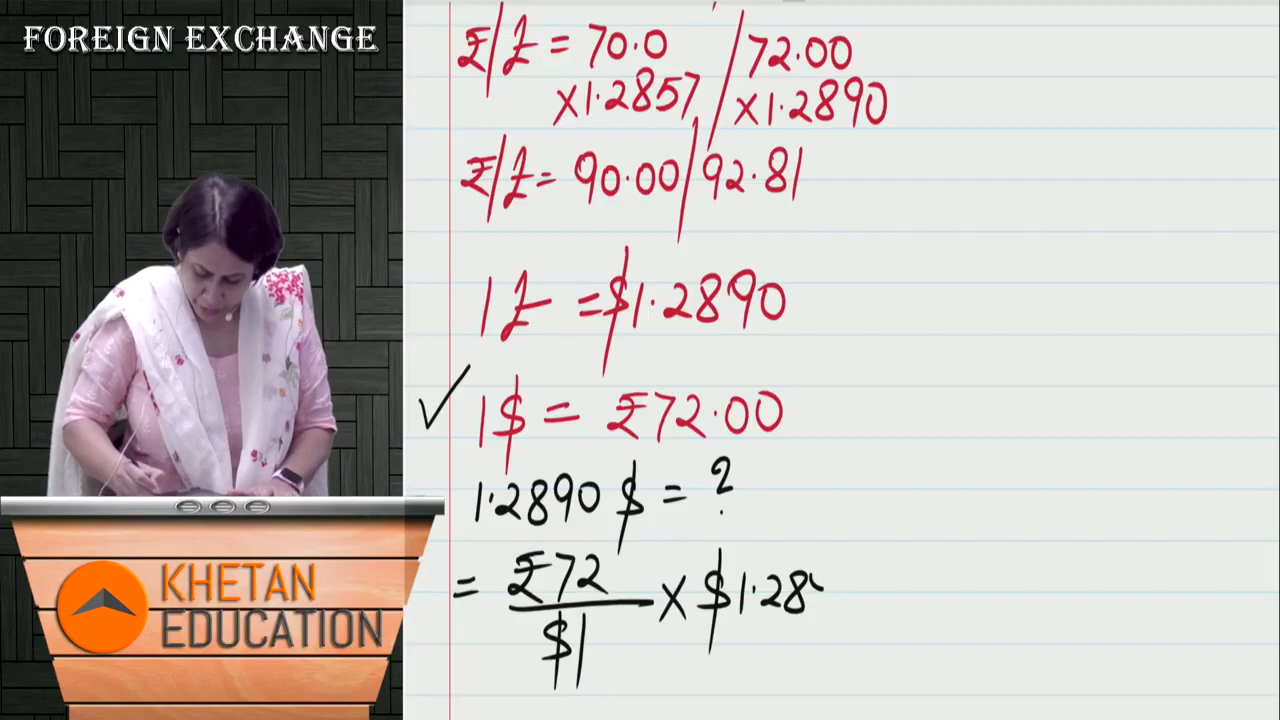 FOREIGN EXCHANGE
₹/£ = 70.0 / 72.00
×1.2857 / ×1.2890
₹/£ = 90.00 / 92.81
1£ = $1.2890
✓ 1$ = ₹72.00
1.2890 $ = ?
= ₹72 × $1.28
$1
KHETAN
EDUCATION